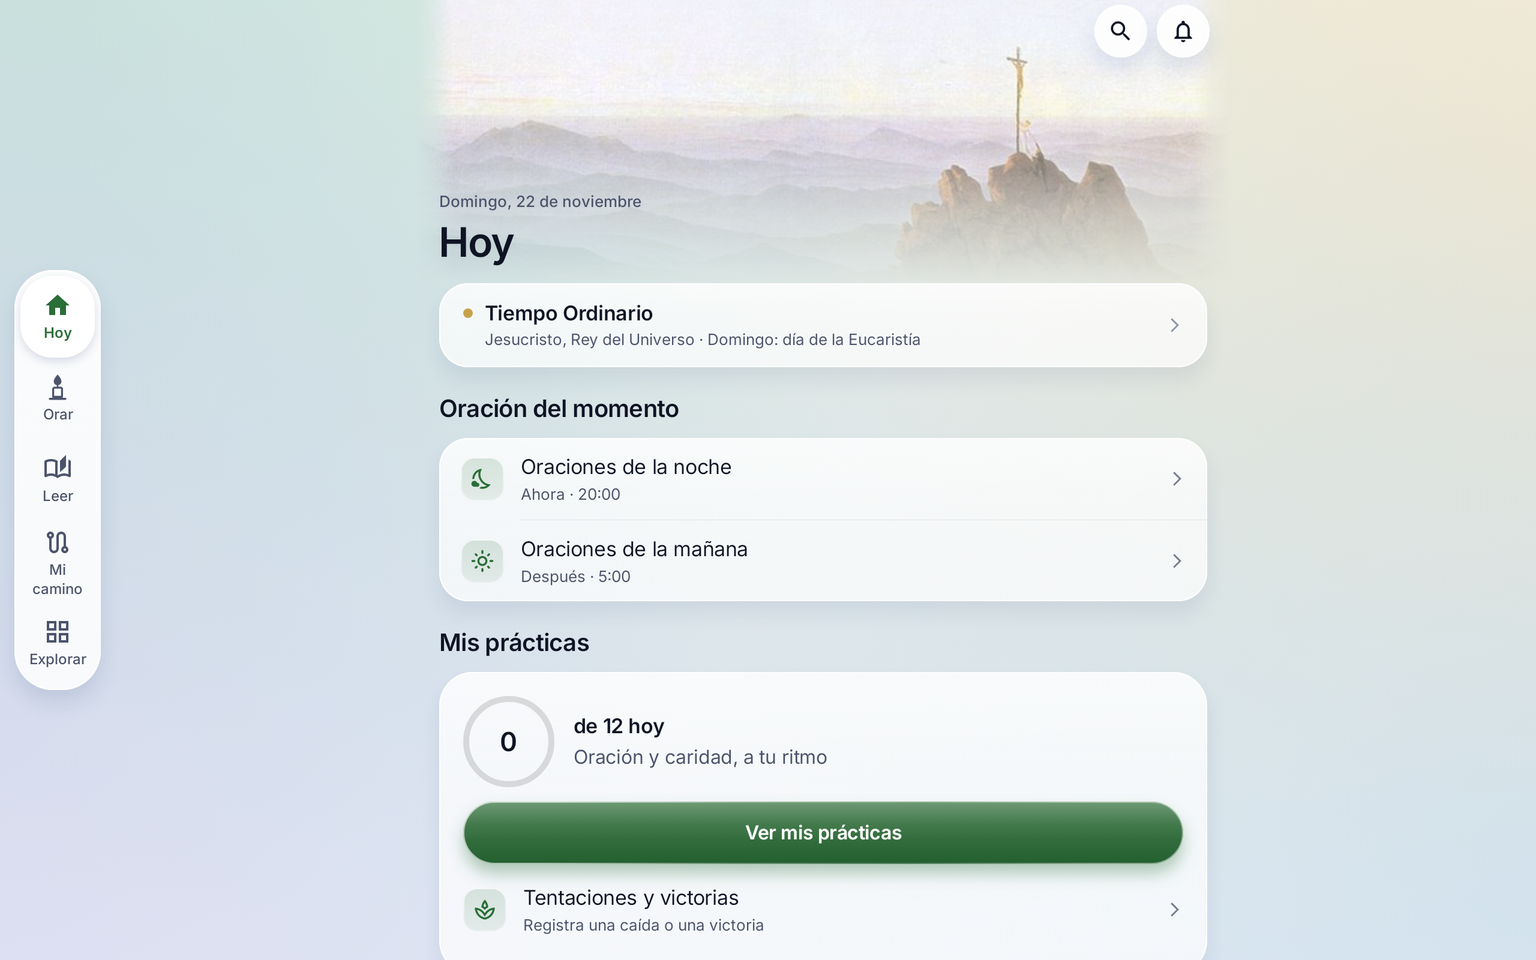 Domingo, 22 de noviembre
Hoy
Tiempo Ordinario
Jesucristo, Rey del Universo · Domingo: día de la Eucaristía
Oración del momento
Oraciones de la noche
Ahora · 20:00
Oraciones de la mañana
Después · 5:00
Mis prácticas
0
de 12 hoy
Oración y caridad, a tu ritmo
Ver mis prácticas
Tentaciones y victorias
Registra una caída o una victoria
Hoy
Orar
Leer
Mi
camino
Explorar